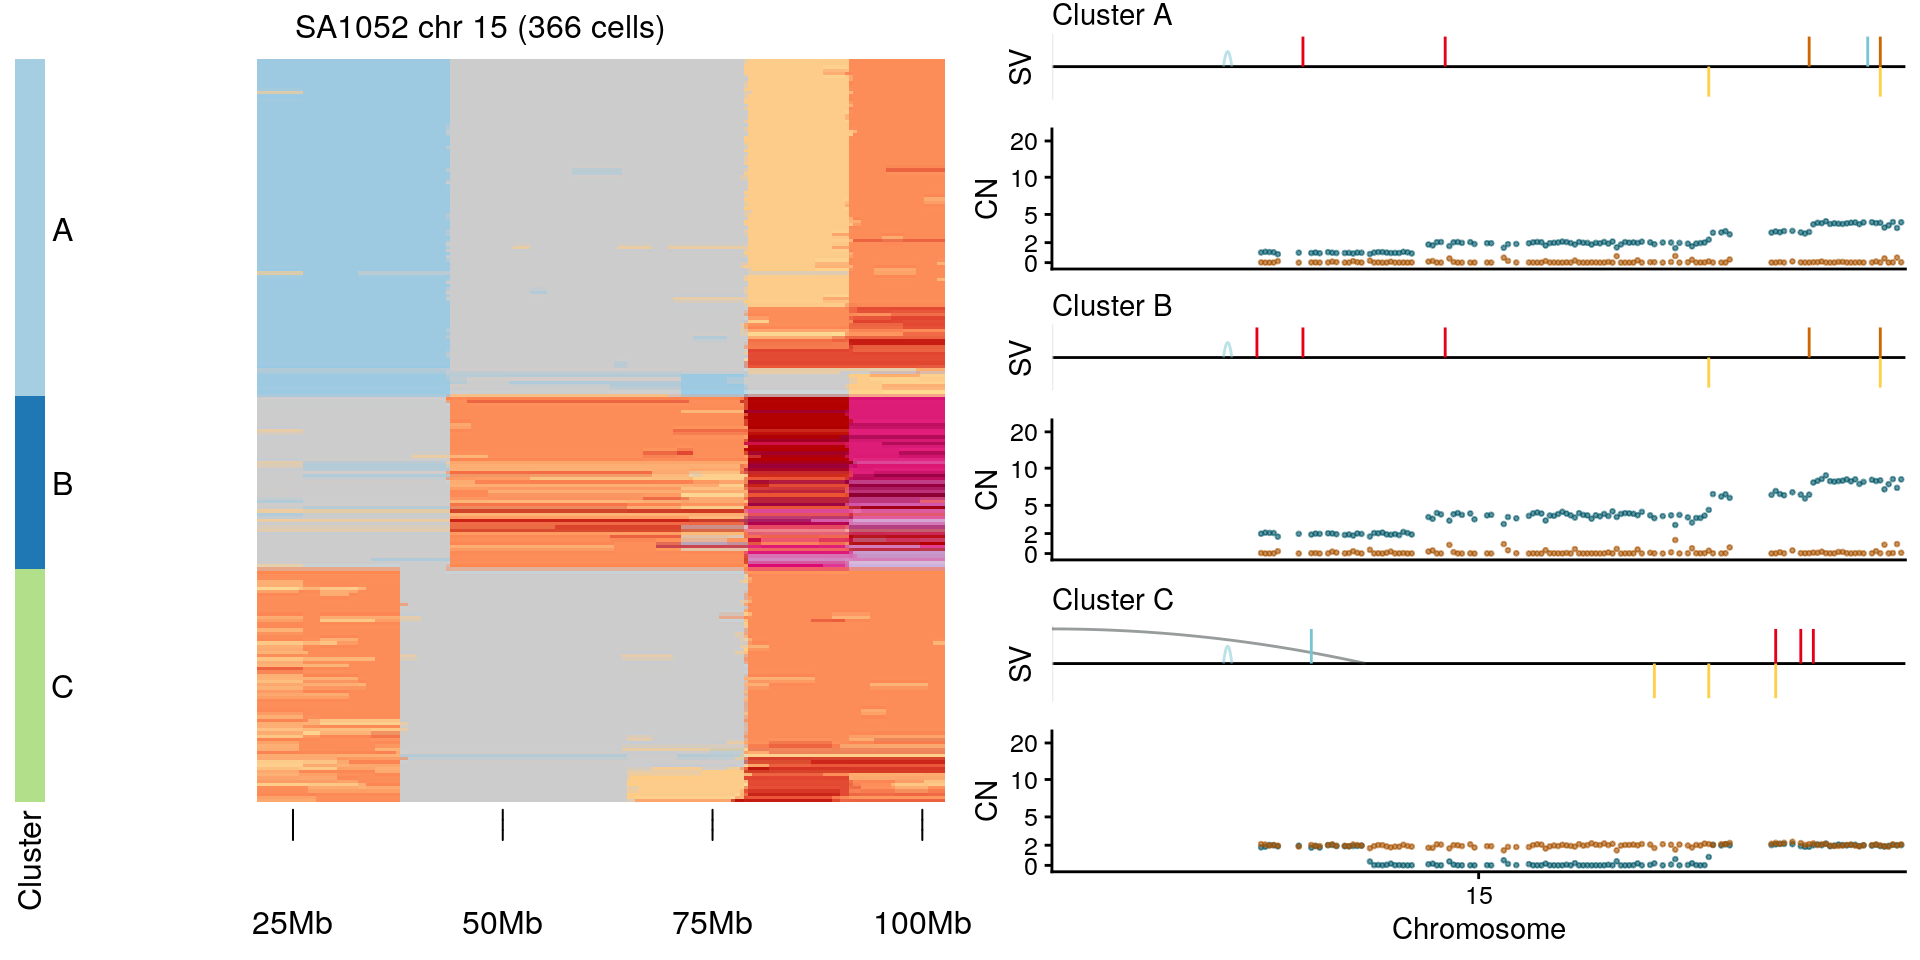 SA1052 chr 15 (366 cells)
A
B
C
Cluster
25Mb 50Mb 75Mb 100Mb
Cluster A
SV
CN
20
10
5
2
0
Cluster B
SV
CN
20
10
5
2
0
Cluster C
SV
CN
20
10
5
2
0
15
Chromosome